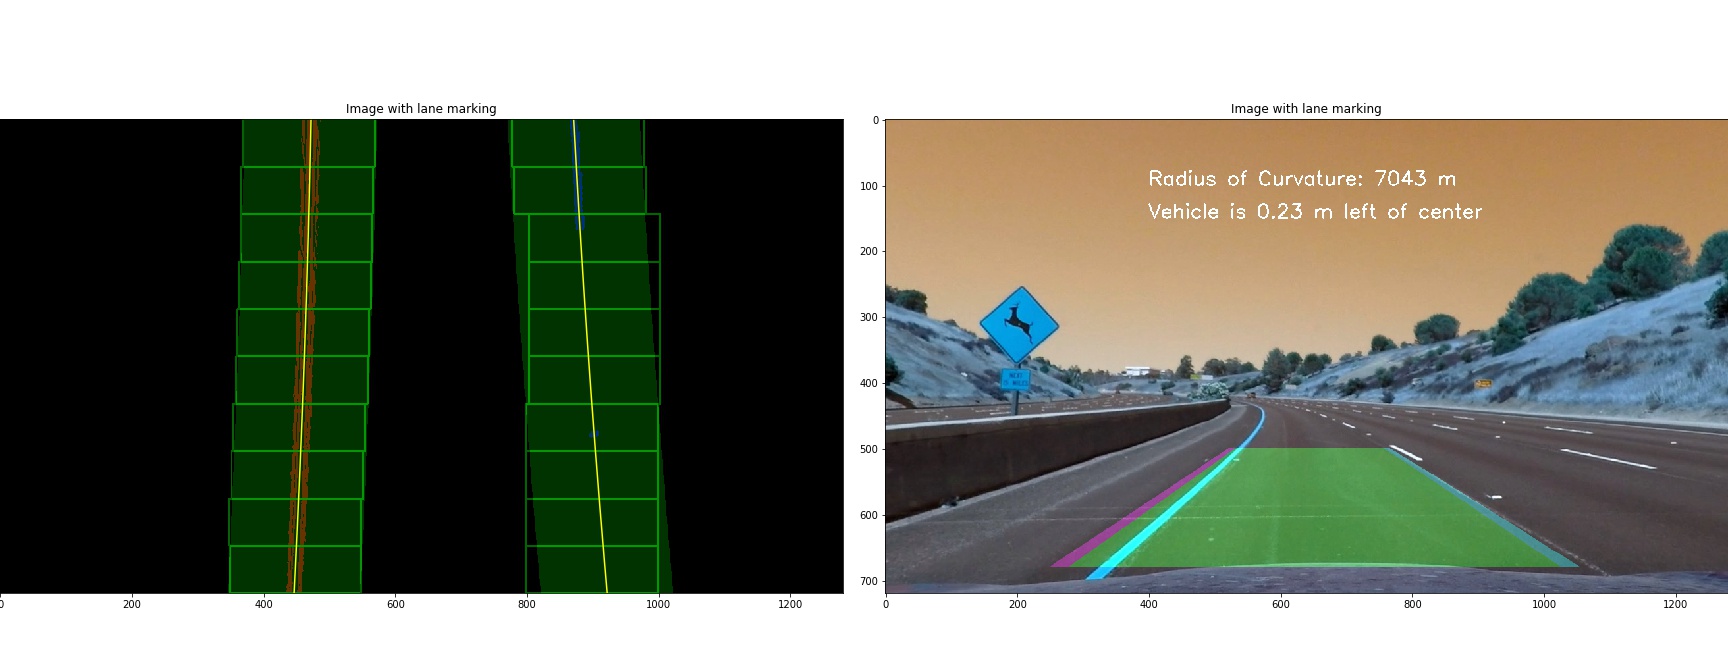 Image with lane marking
0 200 400 600 800 1000 1200
Image with lane marking
0
100
200
300
400
500
600
700
0 200 400 600 800 1000 1200
Radius of Curvature: 7043 m
Vehicle is 0.23 m left of center
NEXT
MILES